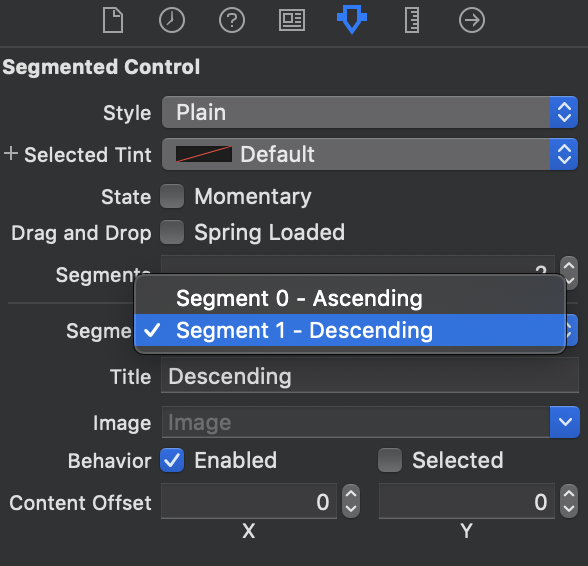 Segmented Control
Style Plain
+ Selected Tint Default
State Momentary
Drag and Drop Spring Loaded
Segments 2
Segment 0 - Ascending
Segme ✓ Segment 1 - Descending
Title Descending
Image Image
Behavior Enabled Selected
Content Offset 0 0
X Y